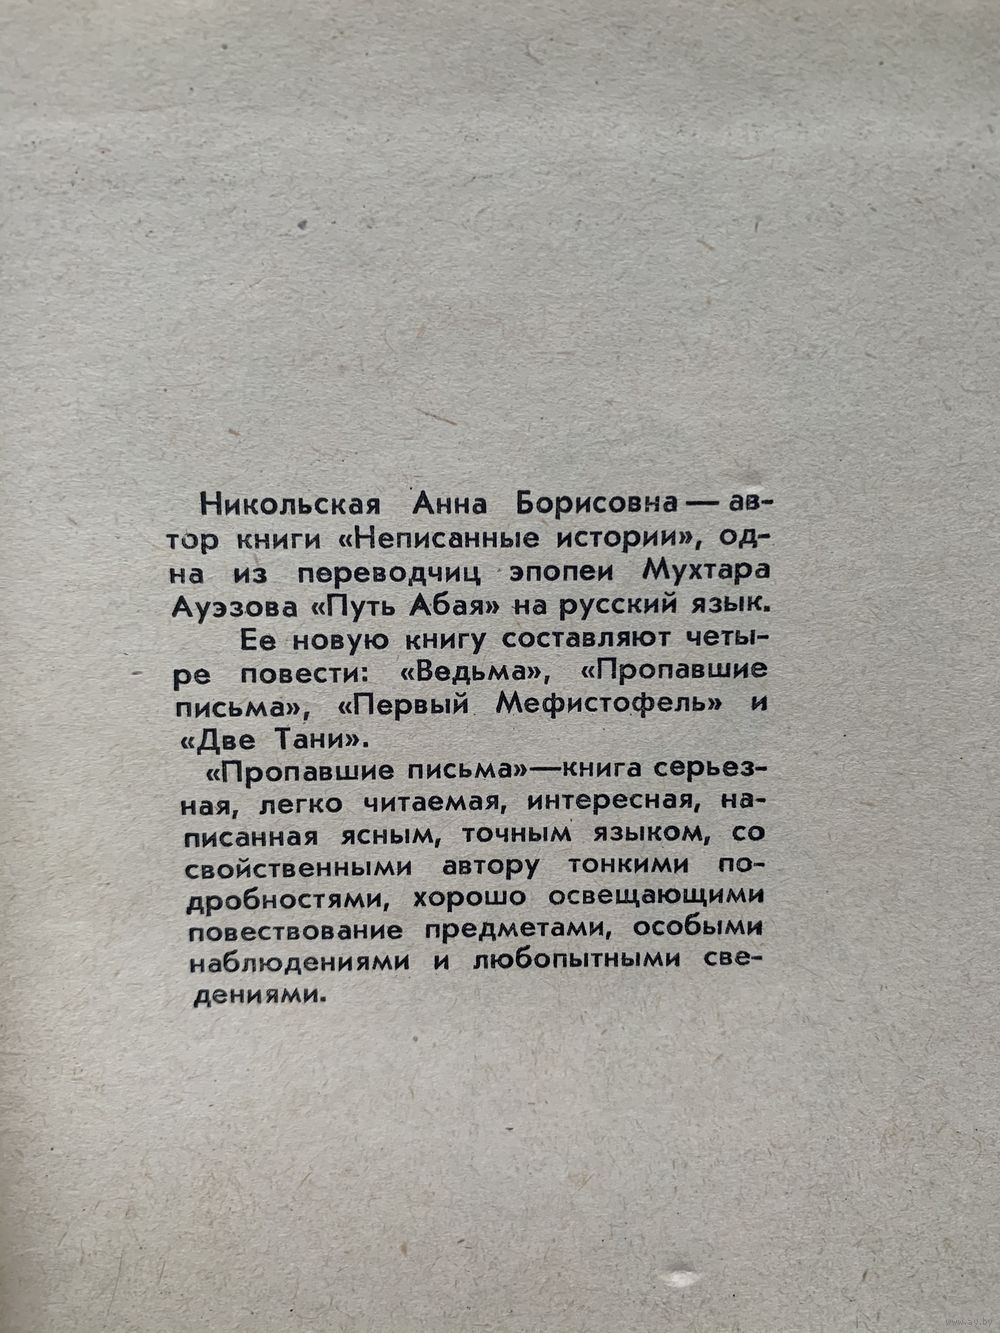 Никольская Анна Борисовна — ав-
тор книги «Неписанные истории», од-
на из переводчиц эпопеи Мухтара
Ауэзова «Путь Абая» на русский язык.
Ее новую книгу составляют четы-
ре повести: «Ведьма», «Пропавшие
письма», «Первый Мефистофель» и
«Две Тани».
«Пропавшие письма»—книга серьез-
ная, легко читаемая, интересная, на-
писанная ясным, точным языком, со
свойственными автору тонкими по-
дробностями, хорошо освещающими
повествование предметами, особыми
наблюдениями и любопытными све-
дениями.
www.ay.by